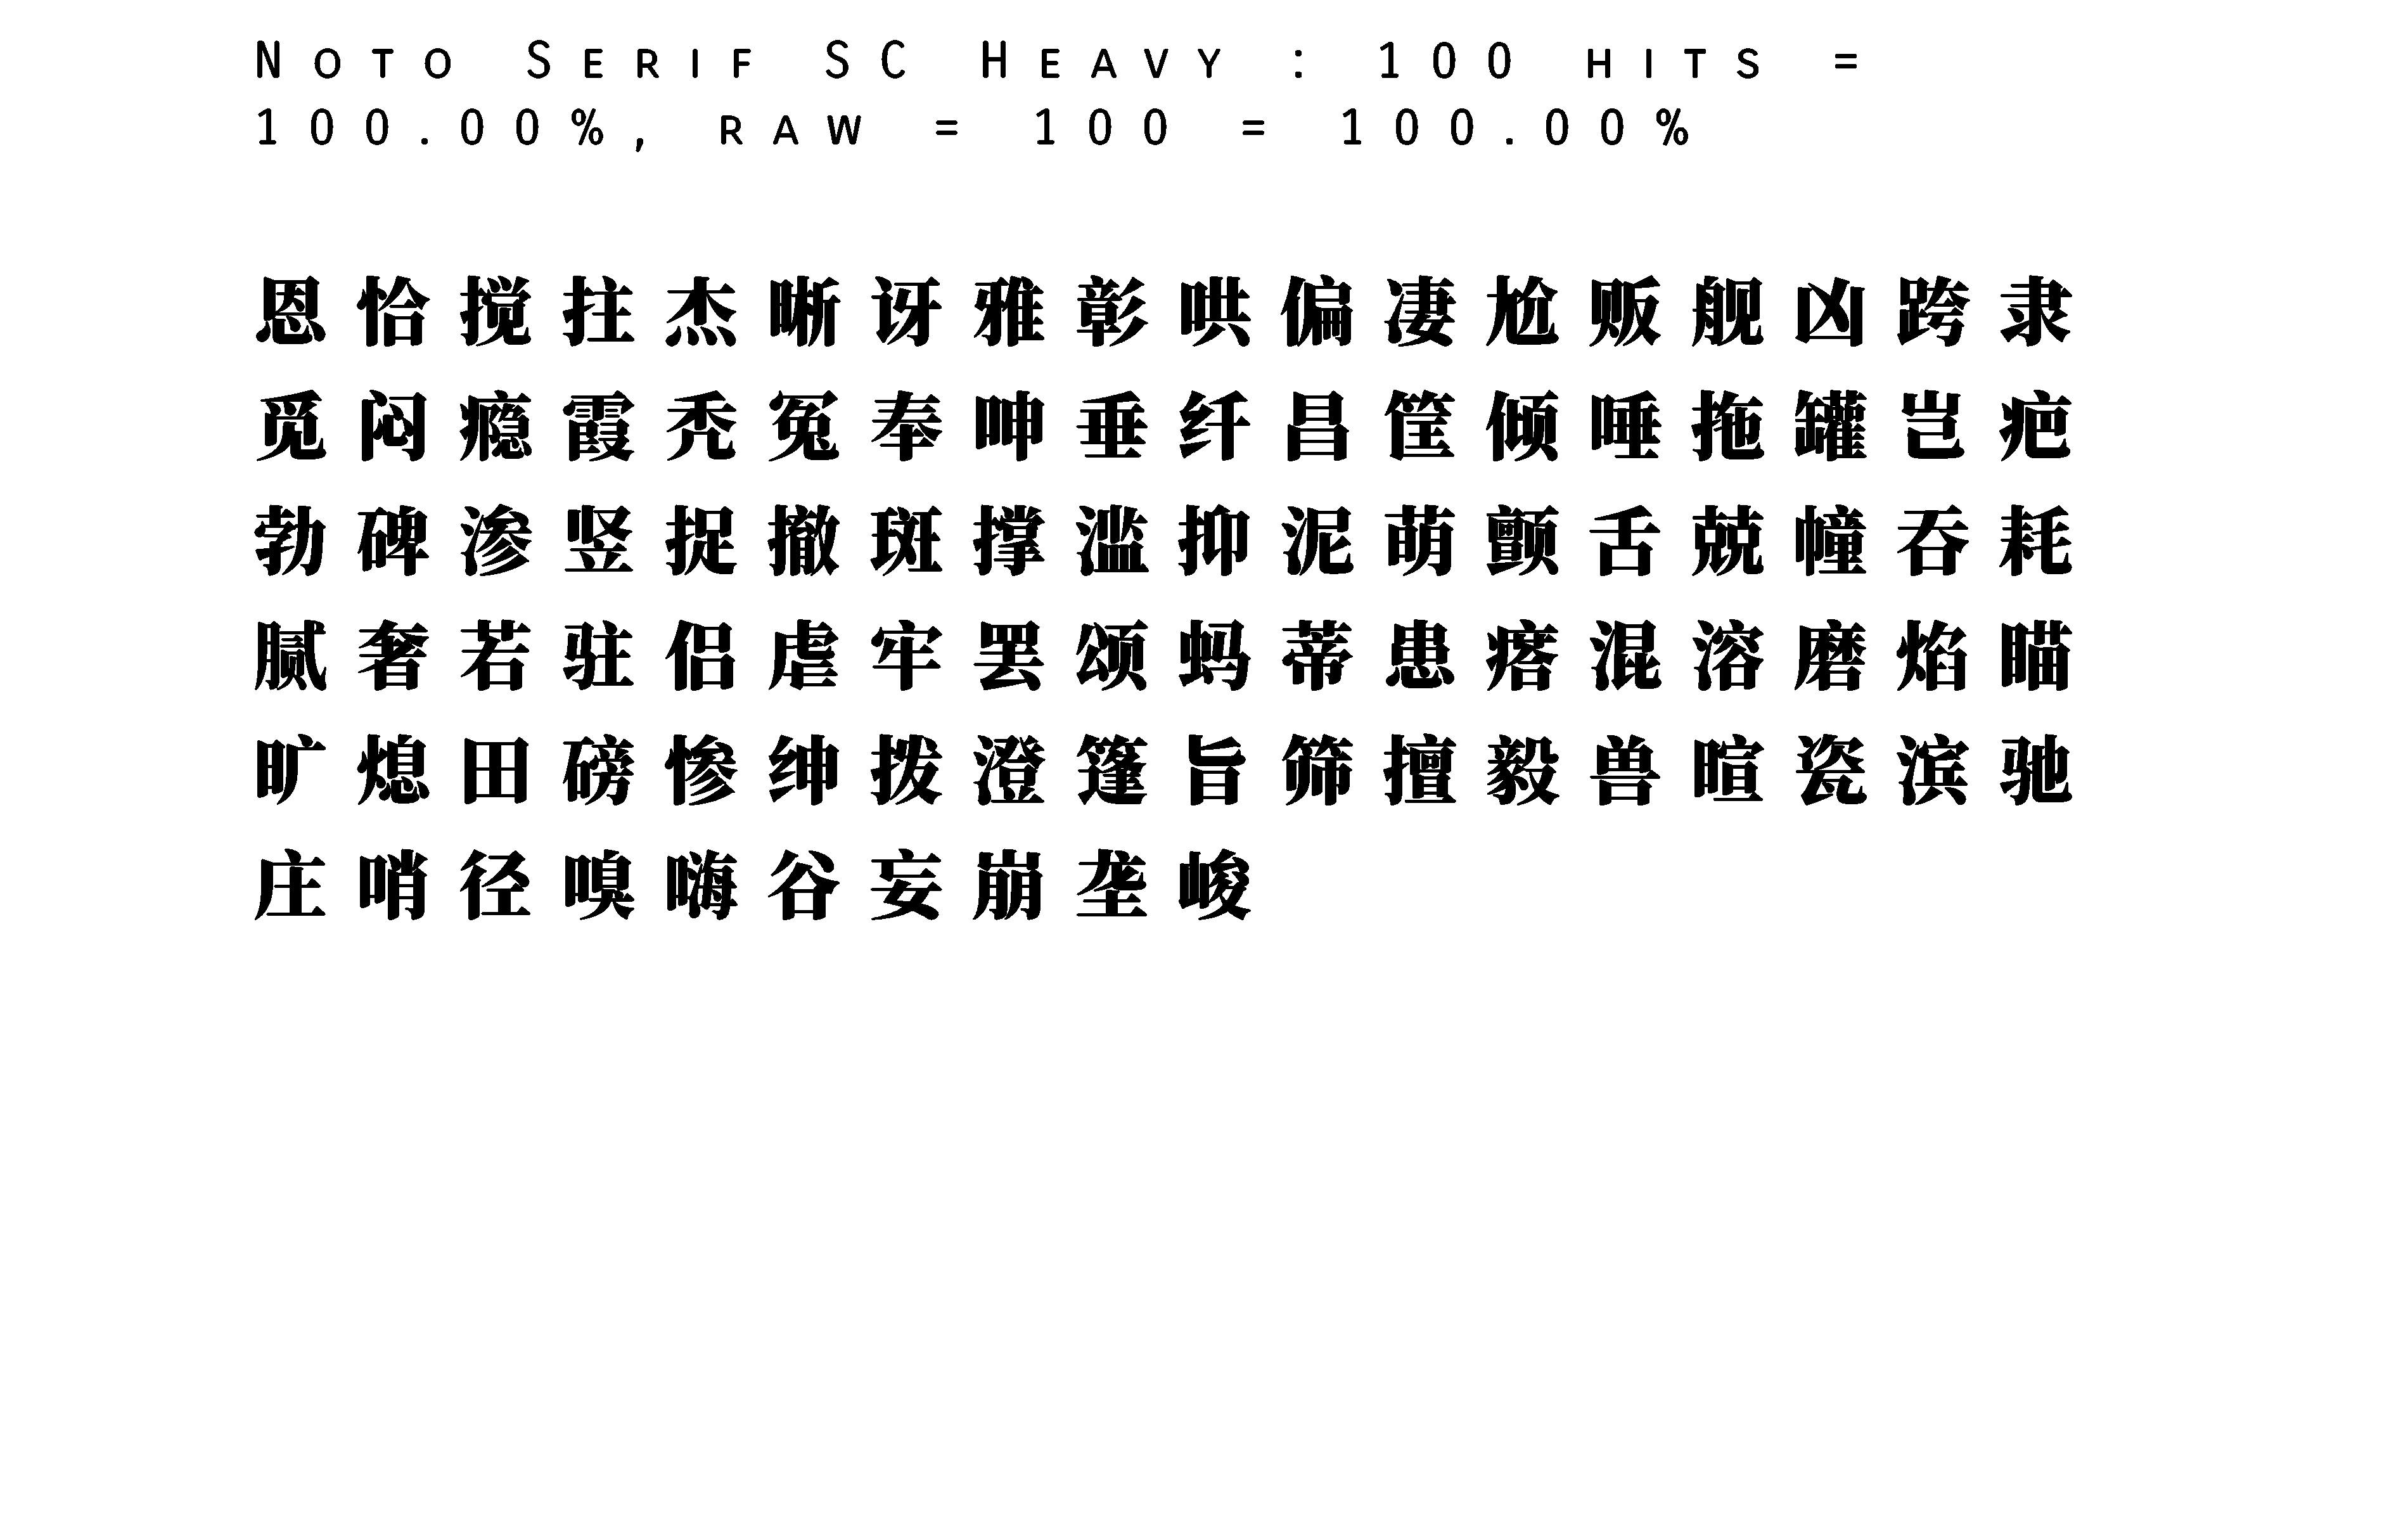 Noto Serif SC Heavy : 100 hits =
100.00%, raw = 100 = 100.00%
恩恰搅拄杰晰讶雅彰哄偏凄尬贩舰凶跨隶
觅闷瘾霞秃冤奉呻垂纤昌筐倾唾拖罐岂疤
勃碑渗竖捉撤斑撑滥抑泥萌颤舌兢幢吞耗
腻奢若驻侣虐牢罢颂蚂蒂患瘩混溶磨焰瞄
旷熄田磅惨绅拨澄篷旨筛擅毅兽暄瓷滨驰
庄哨径嗅嗨谷妄崩垄峻